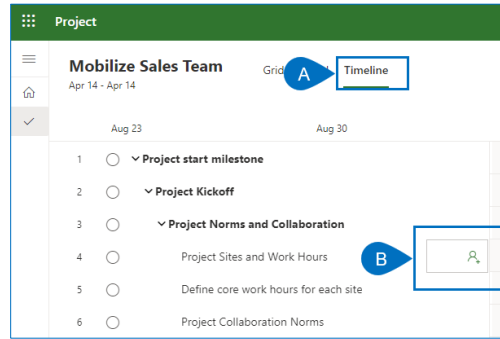 Project
Mobilize Sales Team
Grid
A
Timeline
Apr 14 - Apr 14
Aug 23
Aug 30
1 Project start milestone
2 Project Kickoff
3 Project Norms and Collaboration
4 Project Sites and Work Hours
B
5 Define core work hours for each site
6 Project Collaboration Norms